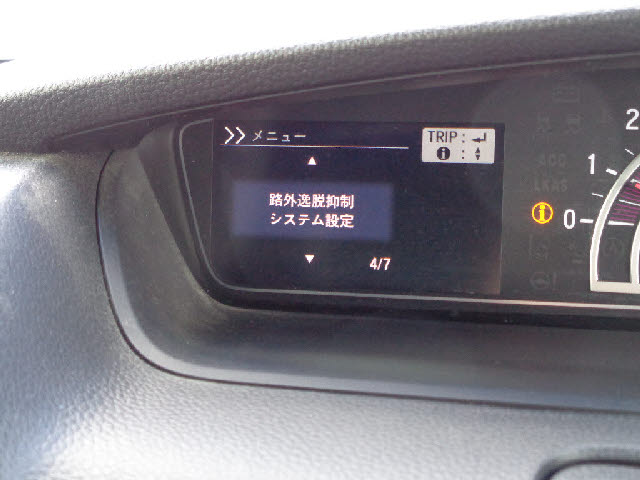 メニュー
TRIP :
i :
路外逸脱抑制
システム設定
4/7
2
1
0
ACC
LKAS
i